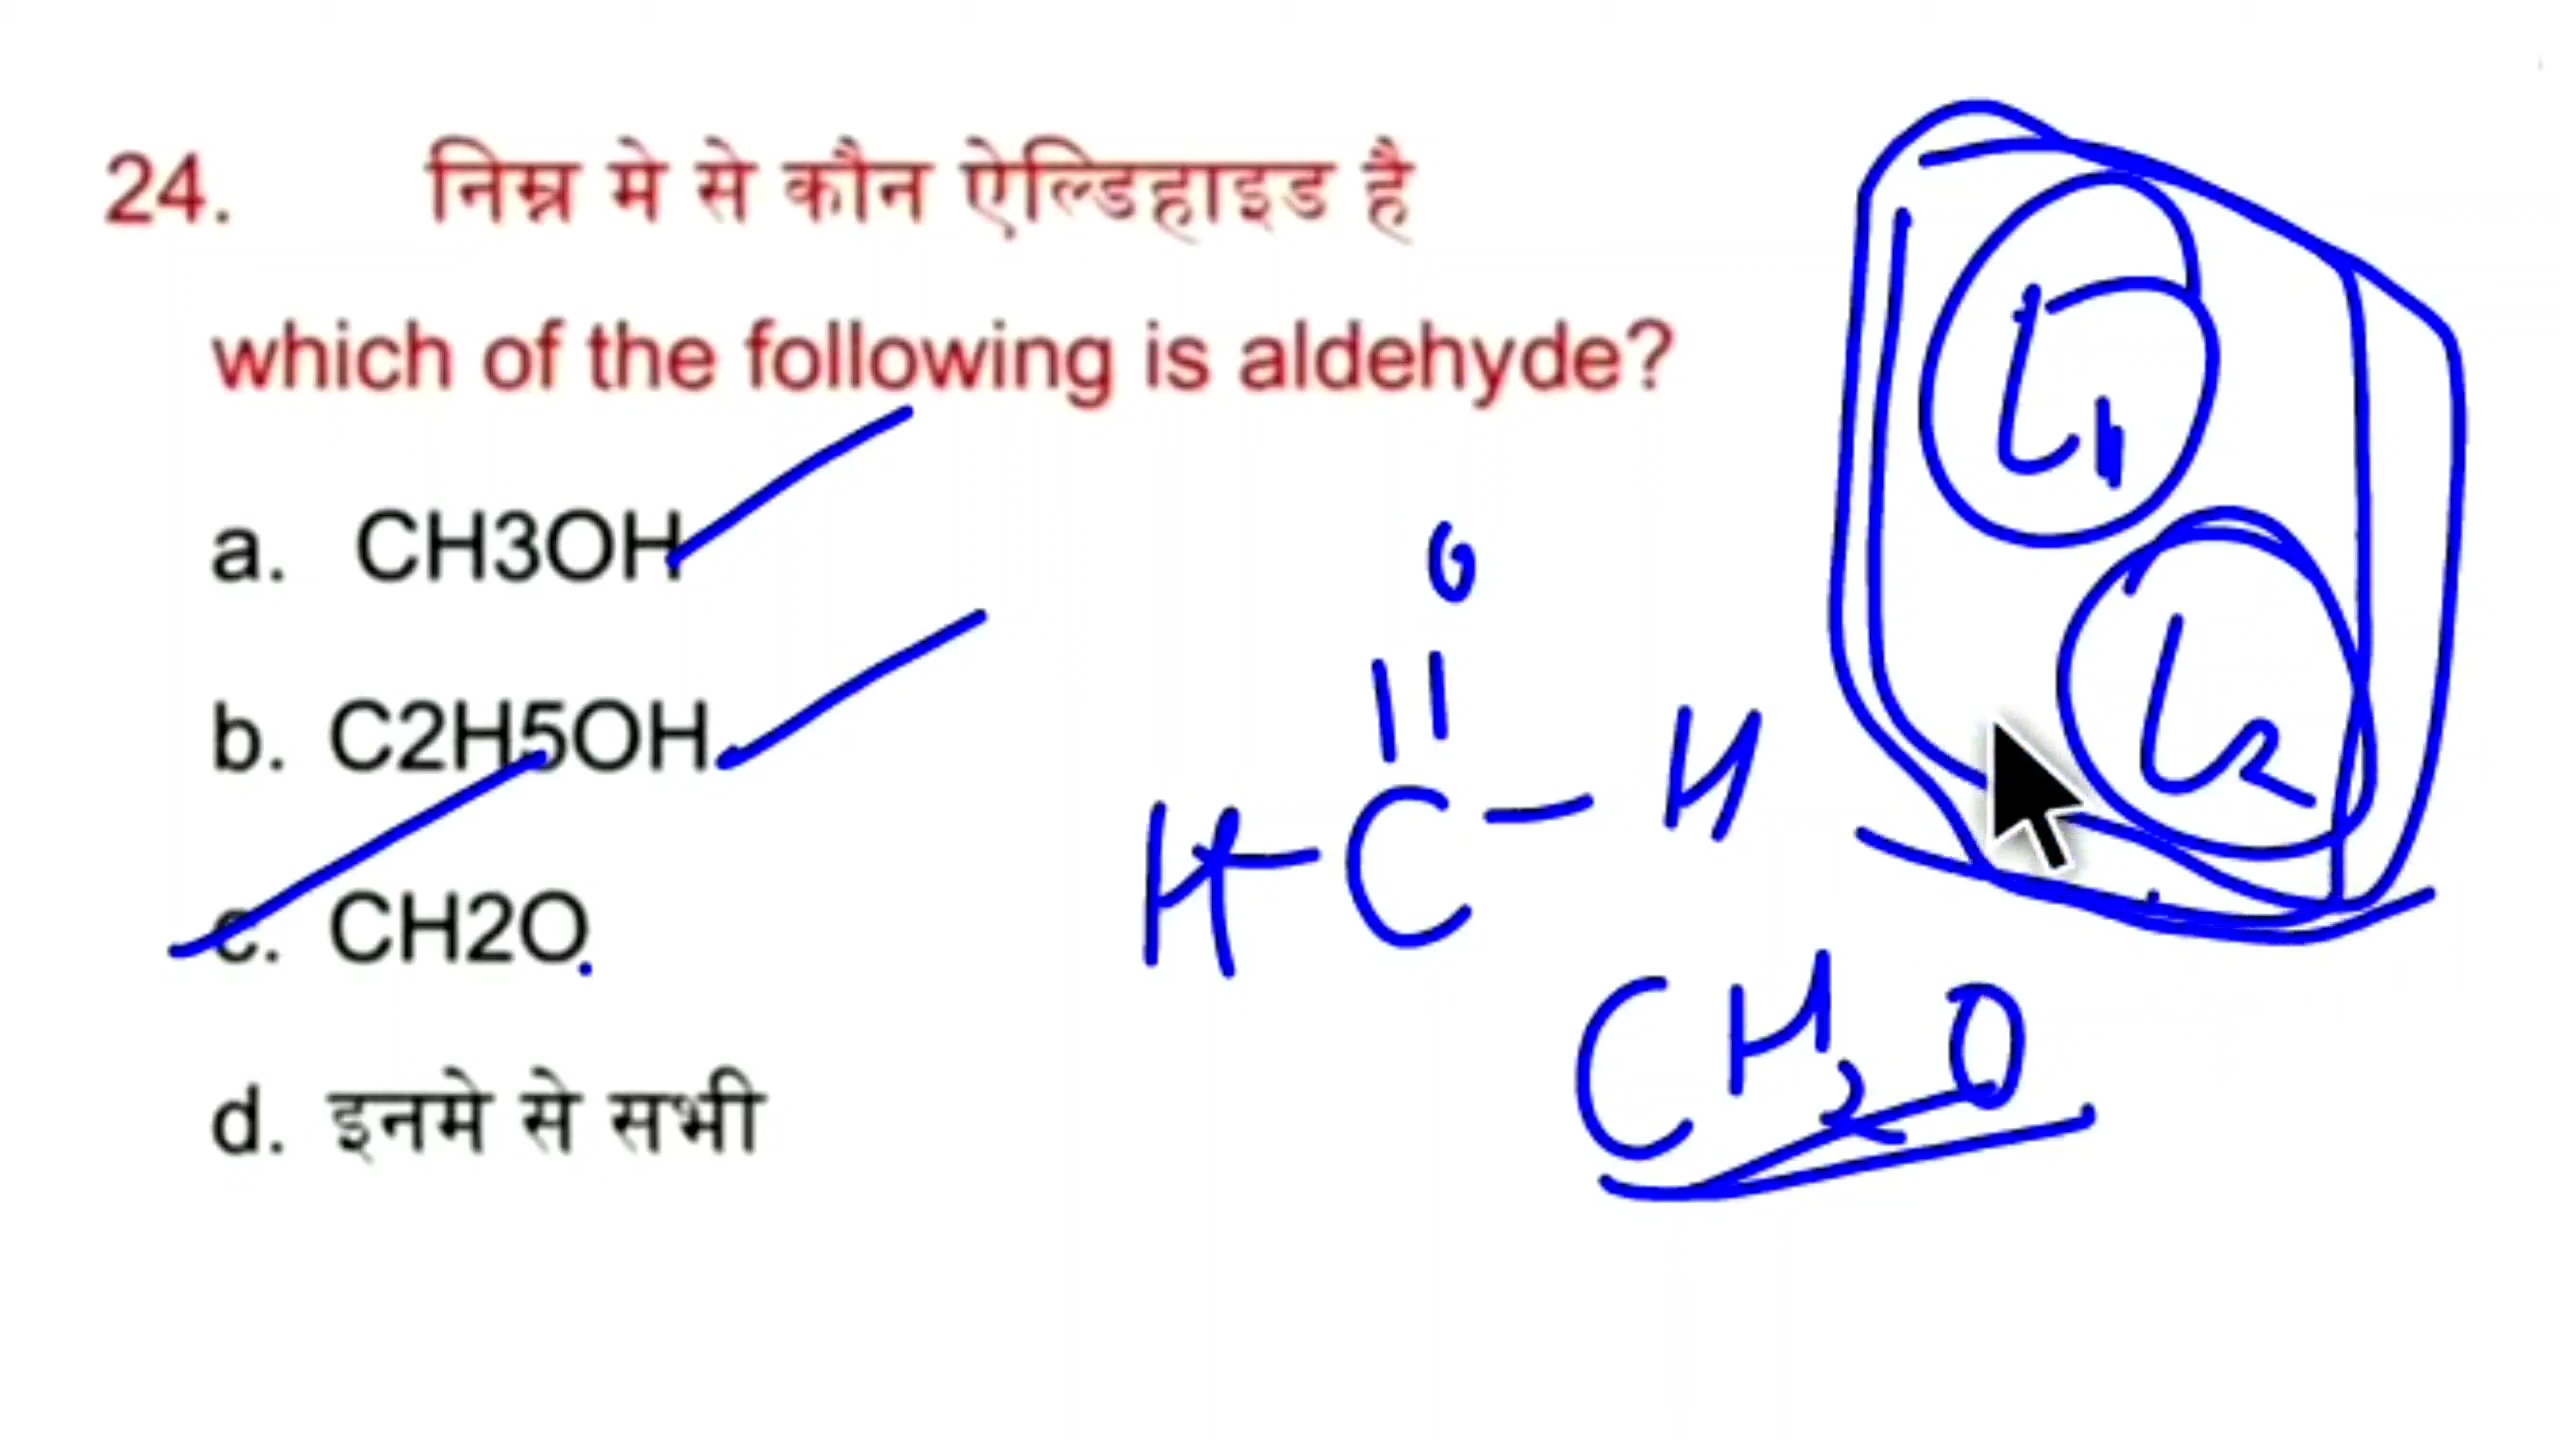 24. निम्न मे से कौन ऐल्डिहाइड है
which of the following is aldehyde?
a. CH3OH
b. C2H5OH
c. CH2O
d. इनमे से सभी
L1
L2
O
H-C-H
CH2O